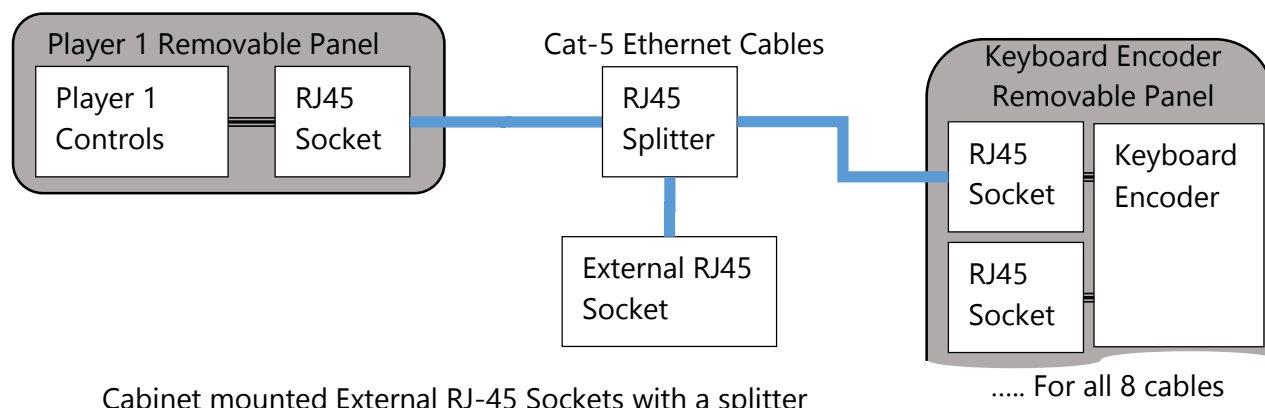 Player 1 Removable Panel
Player 1
Controls
RJ45
Socket
Cat-5 Ethernet Cables
RJ45
Splitter
External RJ45
Socket
Keyboard Encoder
Removable Panel
RJ45
Socket
Keyboard
Encoder
RJ45
Socket
..... For all 8 cables
Cabinet mounted External RJ-45 Sockets with a splitter